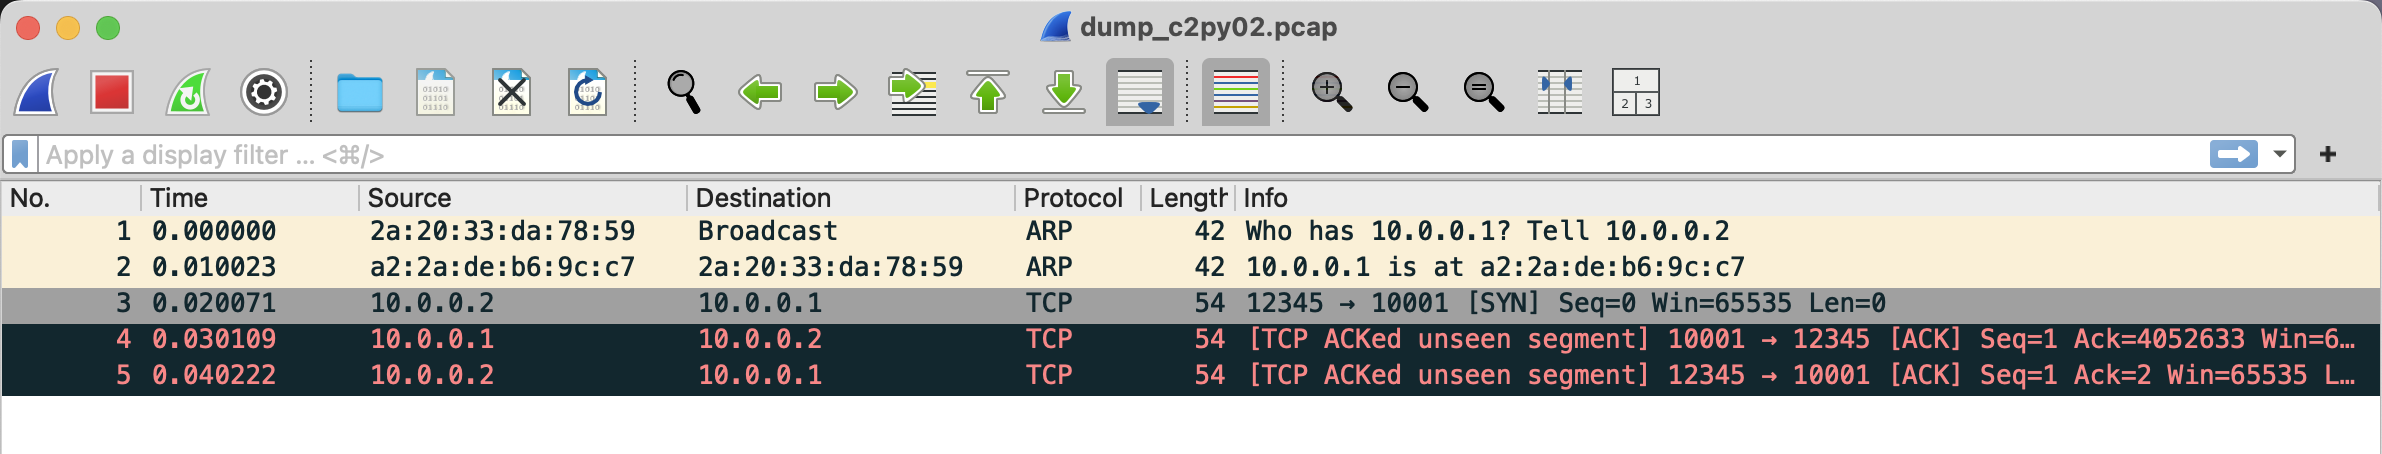 dump_c2py02.pcap
Apply a display filter ... <⌘/>
No. Time Source Destination Protocol Length Info
1 0.000000 2a:20:33:da:78:59 Broadcast ARP 42 Who has 10.0.0.1? Tell 10.0.0.2
2 0.010023 a2:2a:de:b6:9c:c7 2a:20:33:da:78:59 ARP 42 10.0.0.1 is at a2:2a:de:b6:9c:c7
3 0.020071 10.0.0.2 10.0.0.1 TCP 54 12345 → 10001 [SYN] Seq=0 Win=65535 Len=0
4 0.030109 10.0.0.1 10.0.0.2 TCP 54 [TCP ACKed unseen segment] 10001 → 12345 [ACK] Seq=1 Ack=4052633 Win=6…
5 0.040222 10.0.0.2 10.0.0.1 TCP 54 [TCP ACKed unseen segment] 12345 → 10001 [ACK] Seq=1 Ack=2 Win=65535 L…